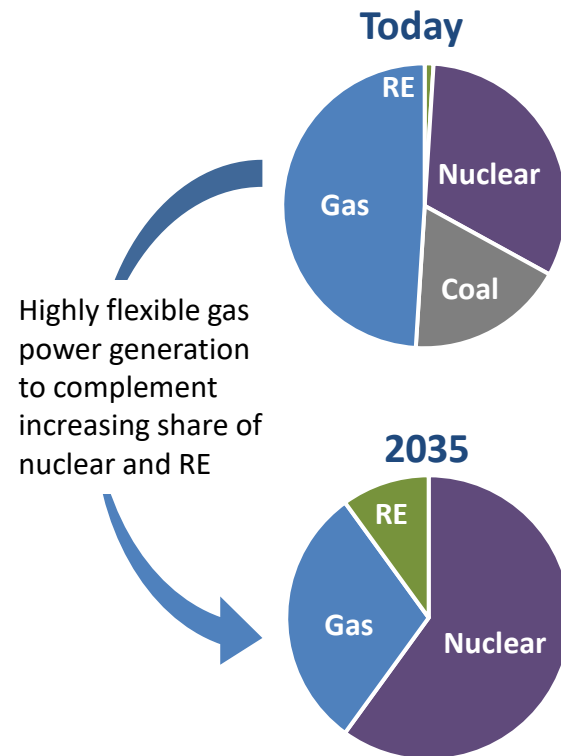 Today
RE
Nuclear
Gas
Coal
Highly flexible gas
power generation
to complement
increasing share of
nuclear and RE
2035
RE
Gas
Nuclear